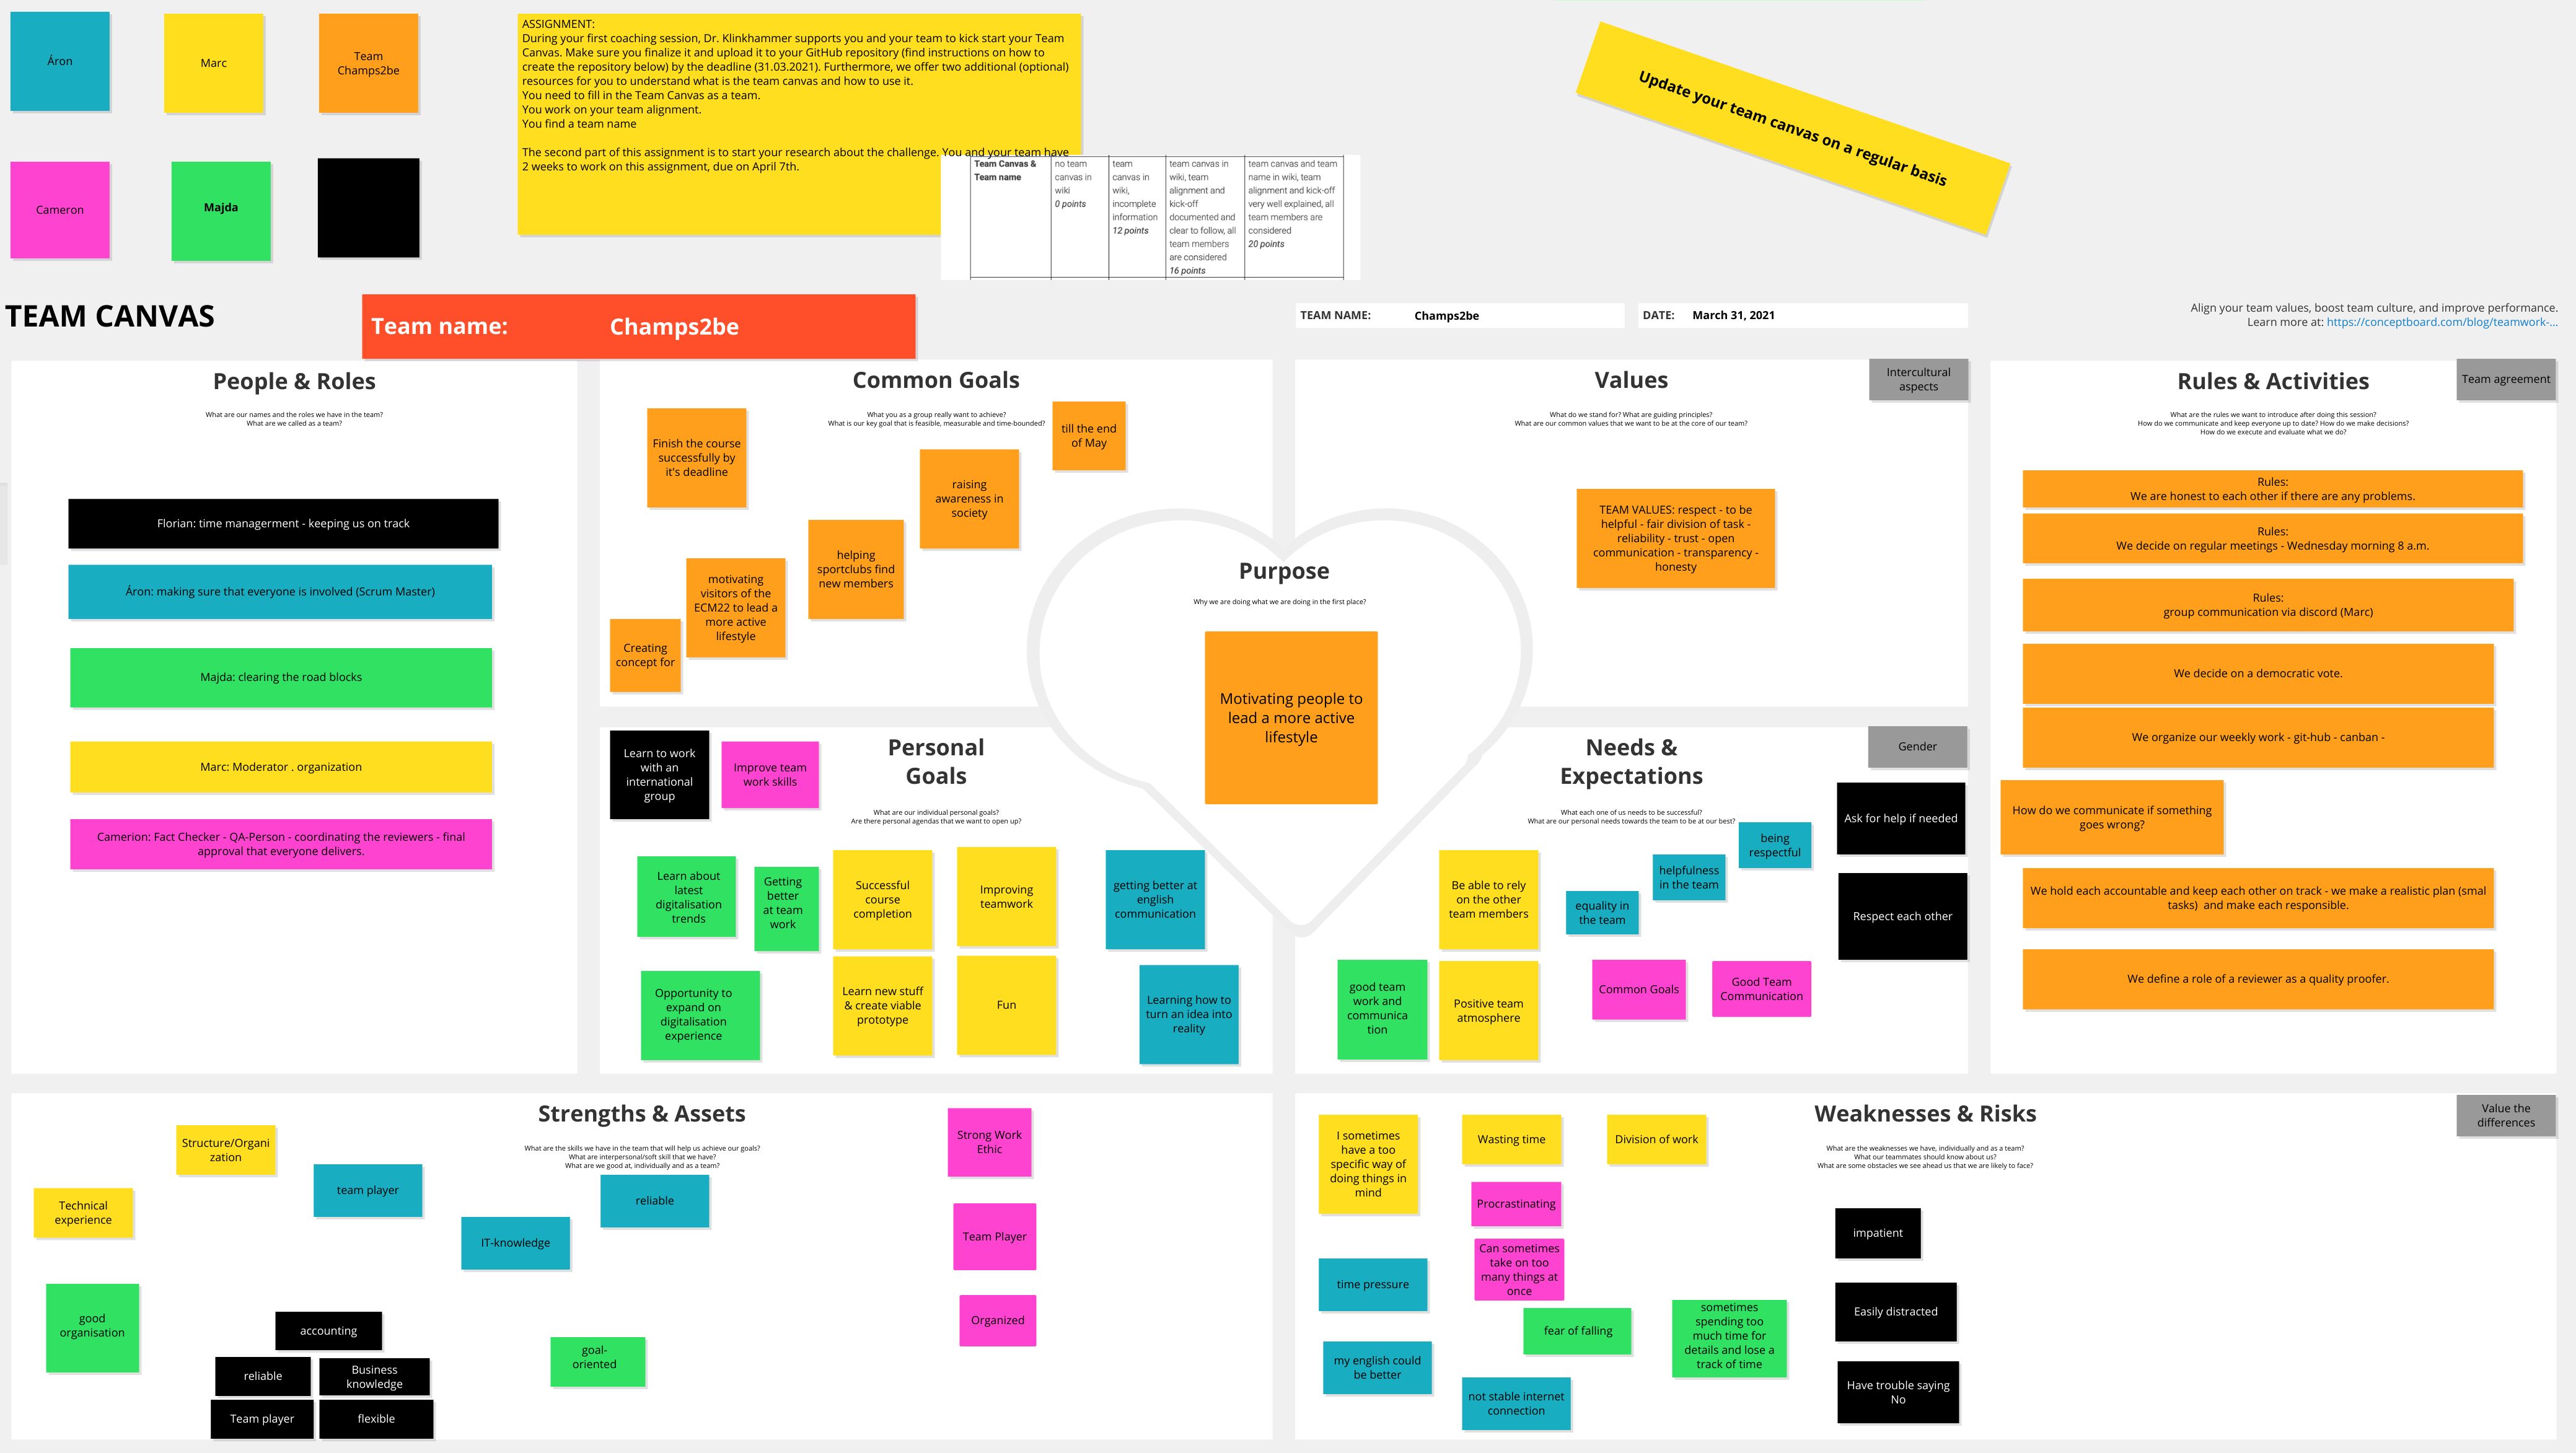 Áron
Marc
Team
Champs2be
Cameron
Majda
ASSIGNMENT:
During your first coaching session, Dr. Klinkhammer supports you and your team to kick start your Team
Canvas. Make sure you finalize it and upload it to your GitHub repository (find instructions on how to
create the repository below) by the deadline (31.03.2021). Furthermore, we offer two additional (optional)
resources for you to understand what is the team canvas and how to use it.
You need to fill in the Team Canvas as a team.
You work on your team alignment.
You find a team name
The second part of this assignment is to start your research about the challenge. You and your team have
2 weeks to work on this assignment, due on April 7th.
Team Canvas &
Team name
no team
canvas in
wiki
0 points
team
canvas in
wiki,
incomplete
information
12 points
team canvas in
wiki, team
alignment and
kick-off
documented and
clear to follow, all
team members
are considered
16 points
team canvas and team
name in wiki, team
alignment and kick-off
very well explained, all
team members are
considered
20 points
Update your team canvas on a regular basis
TEAM CANVAS
Team name: Champs2be
TEAM NAME: Champs2be
DATE: March 31, 2021
Align your team values, boost team culture, and improve performance.
Learn more at: https://conceptboard.com/blog/teamwork-...
People & Roles
What are our names and the roles we have in the team?
What are we called as a team?
Florian: time managerment - keeping us on track
Áron: making sure that everyone is involved (Scrum Master)
Majda: clearing the road blocks
Marc: Moderator . organization
Camerion: Fact Checker - QA-Person - coordinating the reviewers - final
approval that everyone delivers.
Common Goals
What you as a group really want to achieve?
What is our key goal that is feasible, measurable and time-bounded?
Finish the course
successfully by
it's deadline
till the end
of May
raising
awareness in
society
helping
sportclubs find
new members
motivating
visitors of the
ECM22 to lead a
more active
lifestyle
Creating
concept for
Values
Intercultural
aspects
What do we stand for? What are guiding principles?
What are our common values that we want to be at the core of our team?
TEAM VALUES: respect - to be
helpful - fair division of task -
reliability - trust - open
communication - transparency -
honesty
Purpose
Why we are doing what we are doing in the first place?
Motivating people to
lead a more active
lifestyle
Rules & Activities
Team agreement
What are the rules we want to introduce after doing this session?
How do we communicate and keep everyone up to date? How do we make decisions?
How do we execute and evaluate what we do?
Rules:
We are honest to each other if there are any problems.
Rules:
We decide on regular meetings - Wednesday morning 8 a.m.
Rules:
group communication via discord (Marc)
We decide on a democratic vote.
We organize our weekly work - git-hub - canban -
How do we communicate if something
goes wrong?
We hold each accountable and keep each other on track - we make a realistic plan (smal
tasks) and make each responsible.
We define a role of a reviewer as a quality proofer.
Personal
Goals
What are our individual personal goals?
Are there personal agendas that we want to open up?
Learn to work
with an
international
group
Improve team
work skills
Learn about
latest
digitalisation
trends
Getting
better
at team
work
Successful
course
completion
Improving
teamwork
getting better at
english
communication
Opportunity to
expand on
digitalisation
experience
Learn new stuff
& create viable
prototype
Fun
Learning how to
turn an idea into
reality
Needs &
Expectations
Gender
What each one of us needs to be successful?
What are our personal needs towards the team to be at our best?
Ask for help if needed
being
respectful
helpfulness
in the team
equality in
the team
Be able to rely
on the other
team members
Respect each other
good team
work and
communica
tion
Positive team
atmosphere
Common Goals
Good Team
Communication
Strengths & Assets
What are the skills we have in the team that will help us achieve our goals?
What are interpersonal/soft skill that we have?
What are we good at, individually and as a team?
Structure/Organi
zation
Technical
experience
team player
IT-knowledge
reliable
Strong Work
Ethic
Team Player
Organized
good
organisation
accounting
reliable
Business
knowledge
Team player
flexible
goal-
oriented
Weaknesses & Risks
Value the
differences
What are the weaknesses we have, individually and as a team?
What our teammates should know about us?
What are some obstacles we see ahead us that we are likely to face?
I sometimes
have a too
specific way of
doing things in
mind
Wasting time
Division of work
Procrastinating
Can sometimes
take on too
many things at
once
time pressure
fear of falling
sometimes
spending too
much time for
details and lose a
track of time
my english could
be better
not stable internet
connection
impatient
Easily distracted
Have trouble saying
No